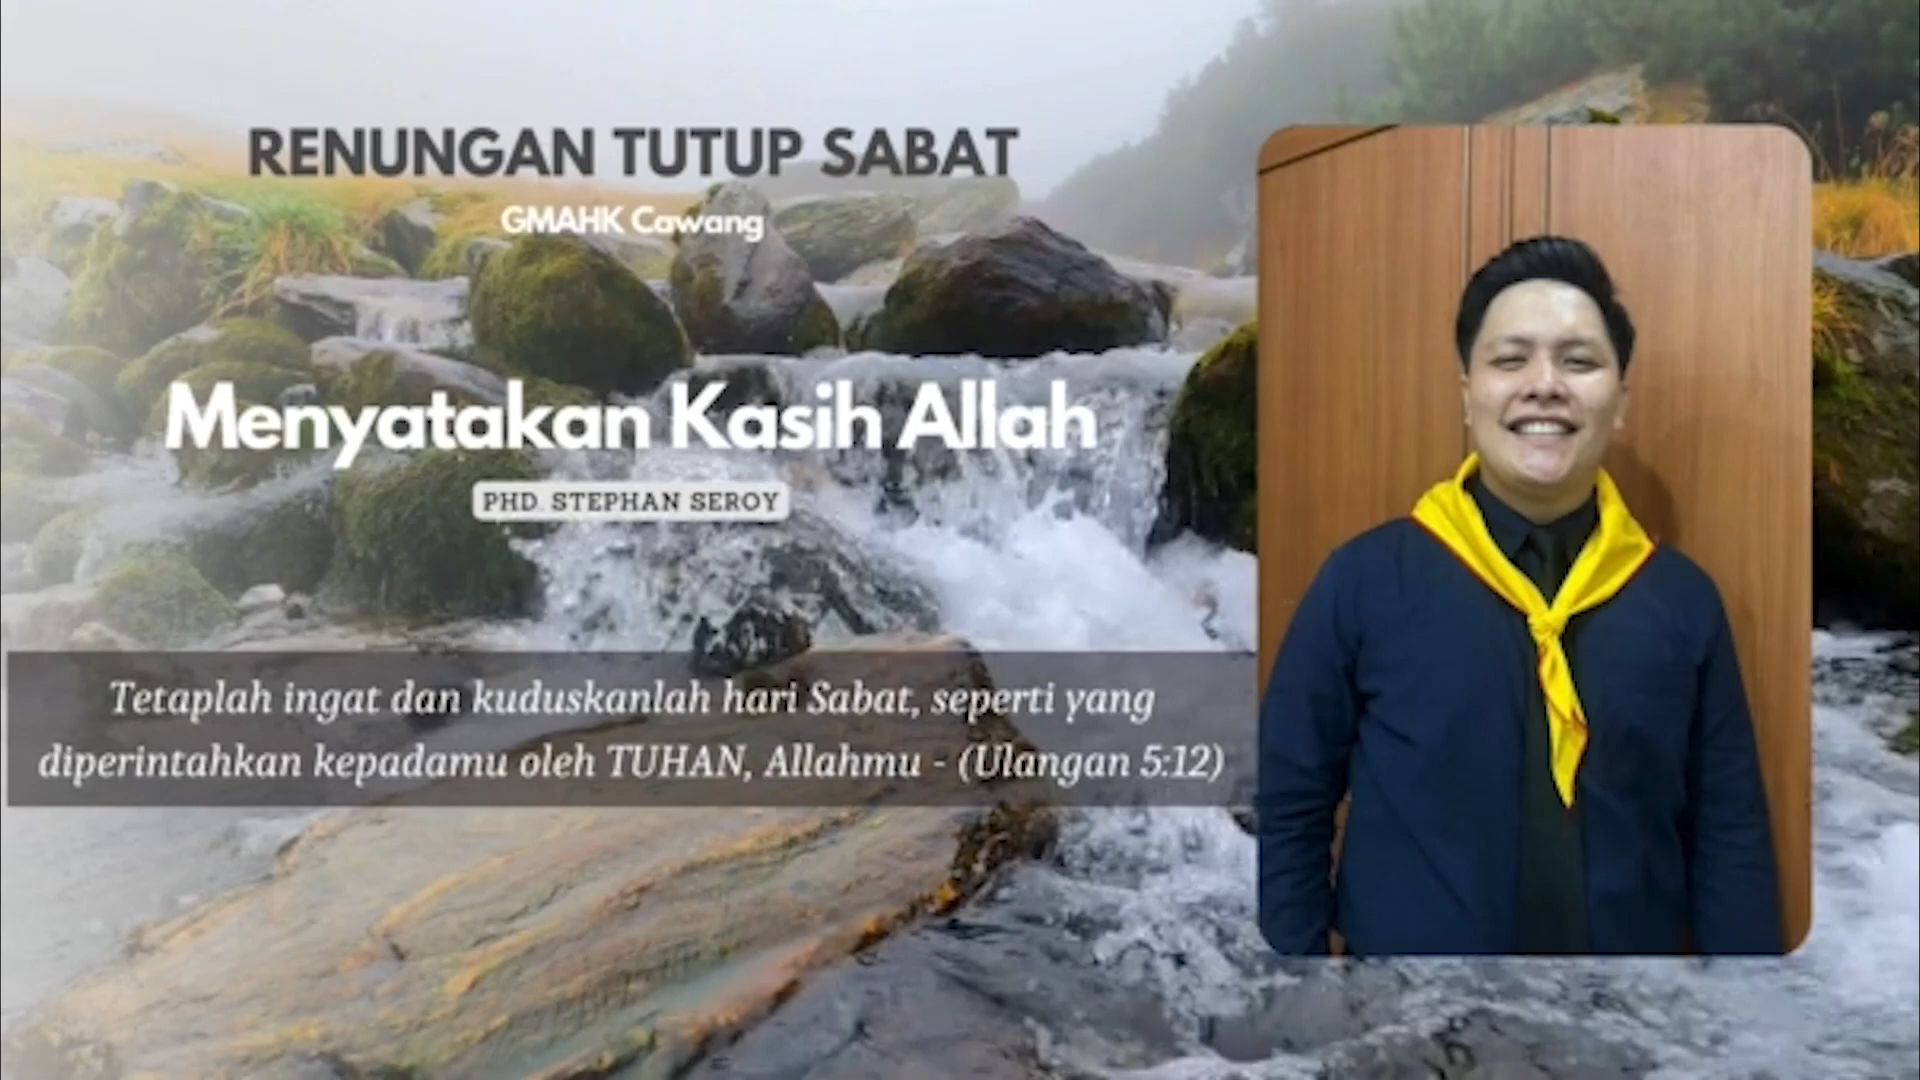 RENUNGAN TUTUP SABAT
GMAHK Cawang
Menyatakan Kasih Allah
PHD. STEPHAN SEROY
Tetaplah ingat dan kuduskanlah hari Sabat, seperti yang
diperintahkan kepadamu oleh TUHAN, Allahmu - (Ulangan 5:12)